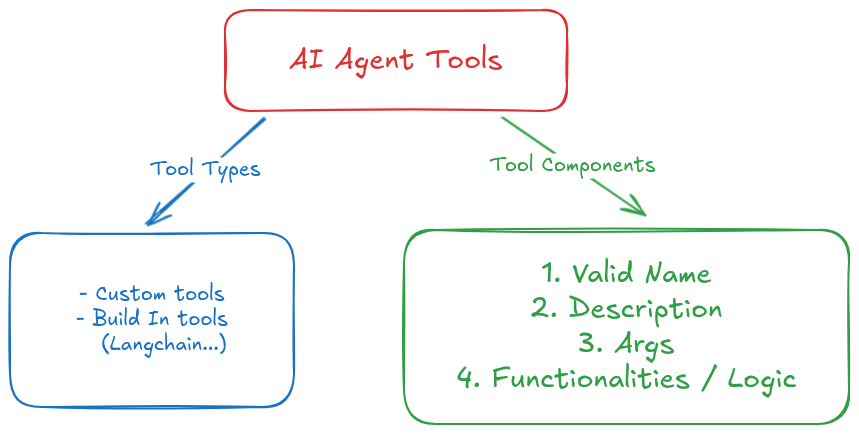 AI Agent Tools
Tool Types
Tool Components
- Custom tools
- Build In tools
(Langchain...)
1. Valid Name
2. Description
3. Args
4. Functionalities / Logic